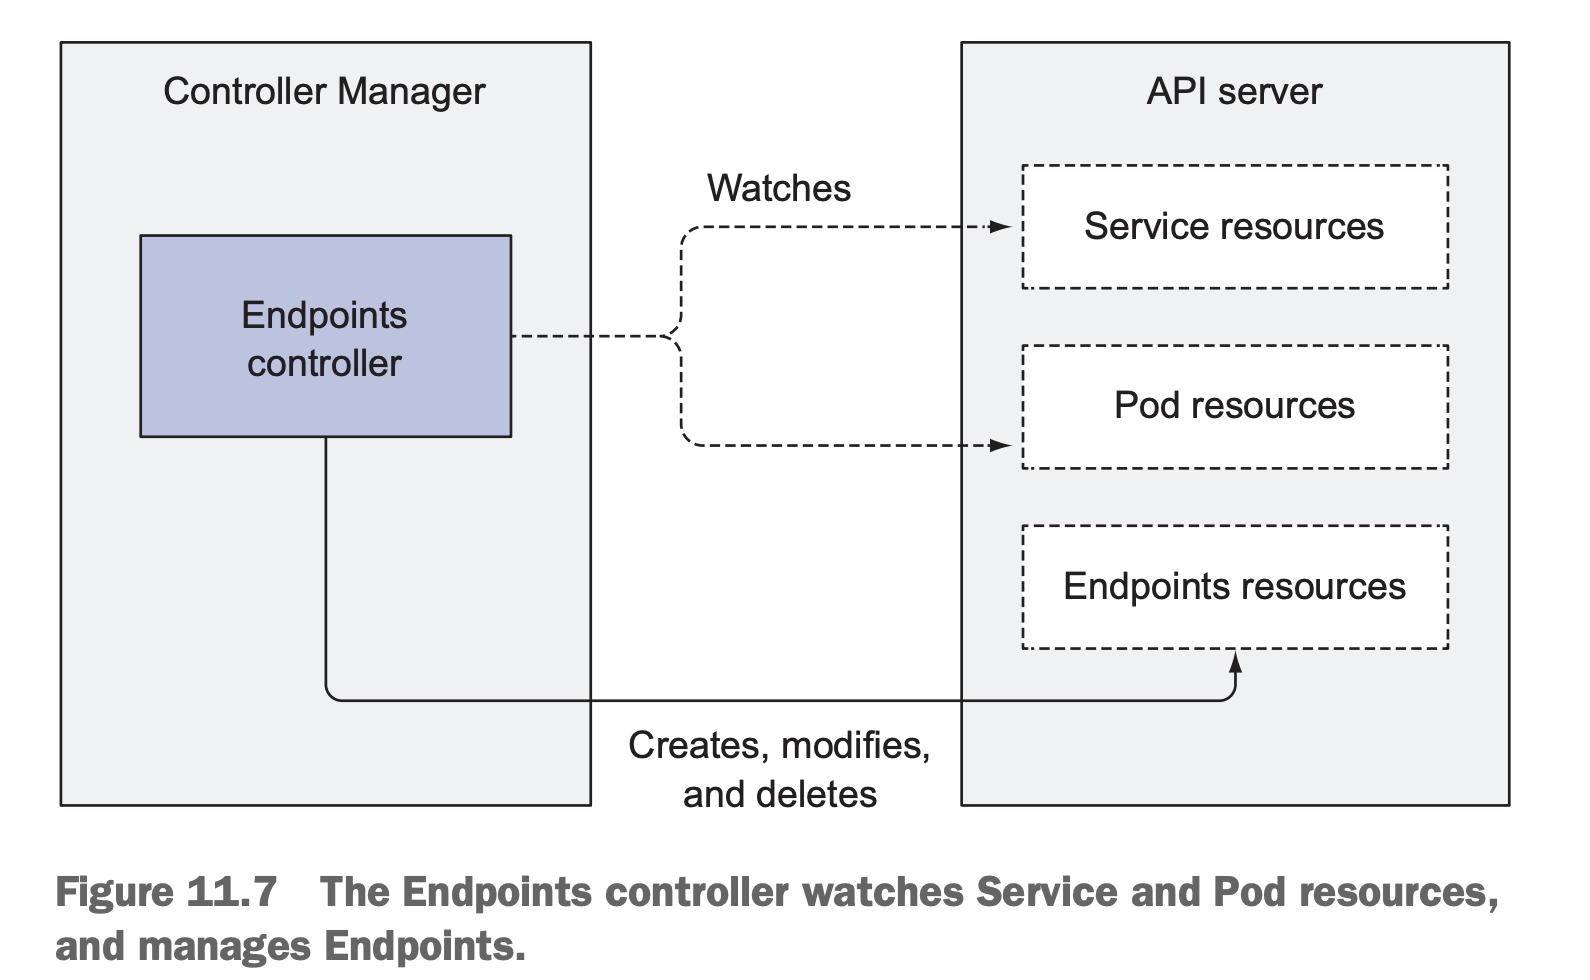 Controller Manager
API server
Watches
Service resources
Endpoints
controller
Pod resources
Endpoints resources
Creates, modifies,
and deletes
Figure 11.7 The Endpoints controller watches Service and Pod resources,
and manages Endpoints.